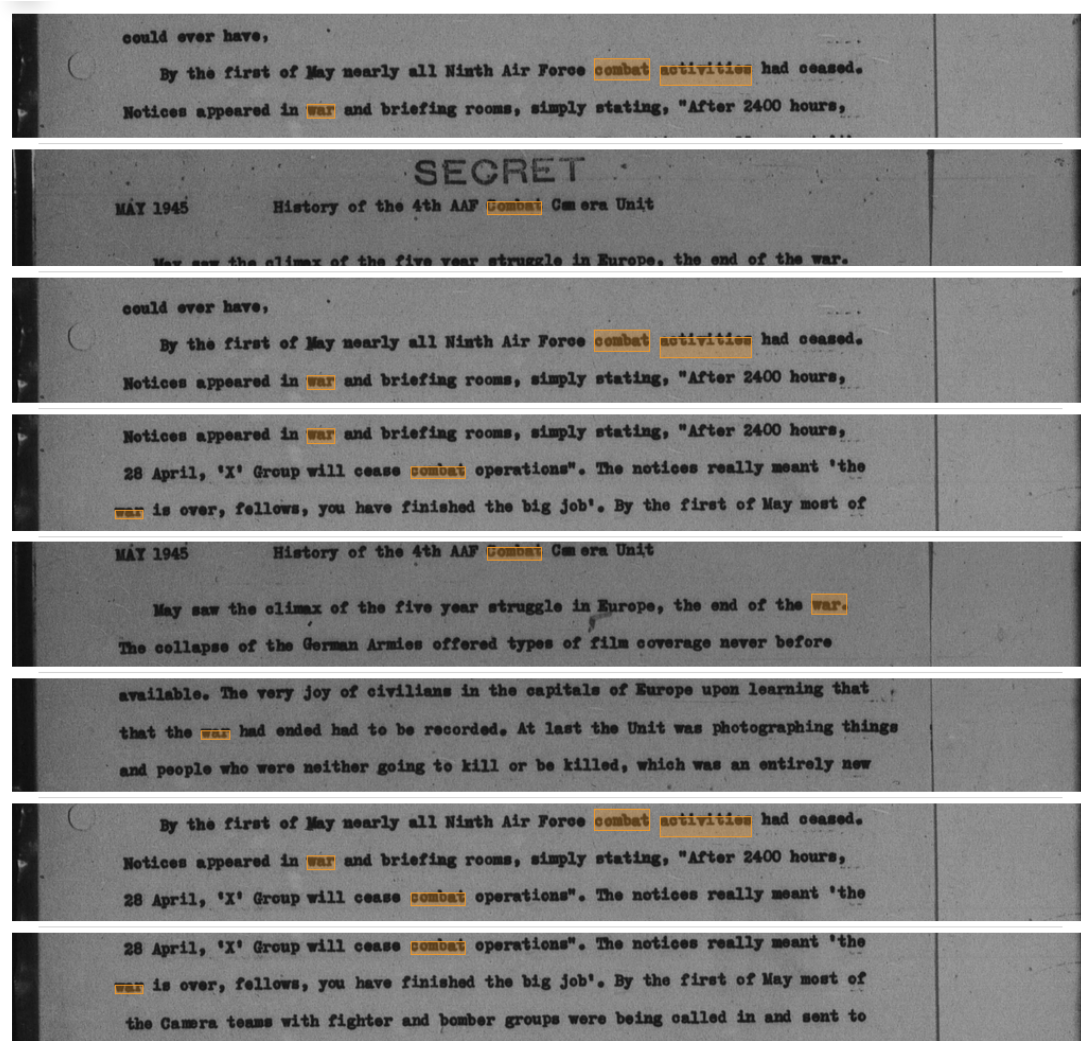 could ever have,
By the first of May nearly all Ninth Air Force combat activities had ceased.
Notices appeared in war and briefing rooms, simply stating, "After 2400 hours,
SECRET
MAY 1945 History of the 4th AAF Combat Camera Unit
May saw the climax of the five year struggle in Europe, the end of the war.
could ever have,
By the first of May nearly all Ninth Air Force combat activities had ceased.
Notices appeared in war and briefing rooms, simply stating, "After 2400 hours,
Notices appeared in war and briefing rooms, simply stating, "After 2400 hours,
28 April, 'X' Group will cease combat operations". The notices really meant 'the
war is over, fellows, you have finished the big job'. By the first of May most of
MAY 1945 History of the 4th AAF Combat Camera Unit
May saw the climax of the five year struggle in Europe, the end of the war.
The collapse of the German Armies offered types of film coverage never before
available. The very joy of civilians in the capitals of Europe upon learning that
that the war had ended had to be recorded. At last the Unit was photographing things
and people who were neither going to kill or be killed, which was an entirely new
By the first of May nearly all Ninth Air Force combat activities had ceased.
Notices appeared in war and briefing rooms, simply stating, "After 2400 hours,
28 April, 'X' Group will cease combat operations". The notices really meant 'the
28 April, 'X' Group will cease combat operations". The notices really meant 'the
war is over, fellows, you have finished the big job'. By the first of May most of
the Camera teams with fighter and bomber groups were being called in and sent to